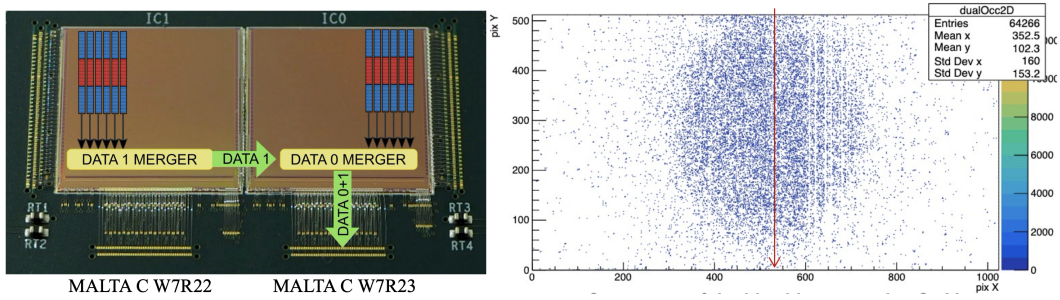 IC1
IC0
DATA 1 MERGER
DATA 1
DATA 0 MERGER
DATA 0+1
RT1
RT2
RT3
RT4
MALTA C W7R22
MALTA C W7R23
pix Y
500
400
300
200
100
0
0
200
400
600
800
1000
pix X
dualOcc2D
Entries 64266
Mean x 352.5
Mean y 102.3
Std Dev x 160
Std Dev y 153.2
8000
6000
4000
2000
0